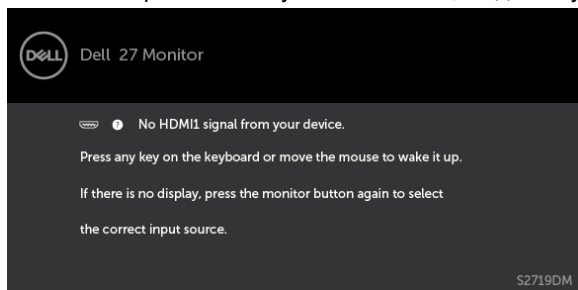 DELL
Dell 27 Monitor
? No HDMI1 signal from your device.
Press any key on the keyboard or move the mouse to wake it up.
If there is no display, press the monitor button again to select
the correct input source.
S2719DM